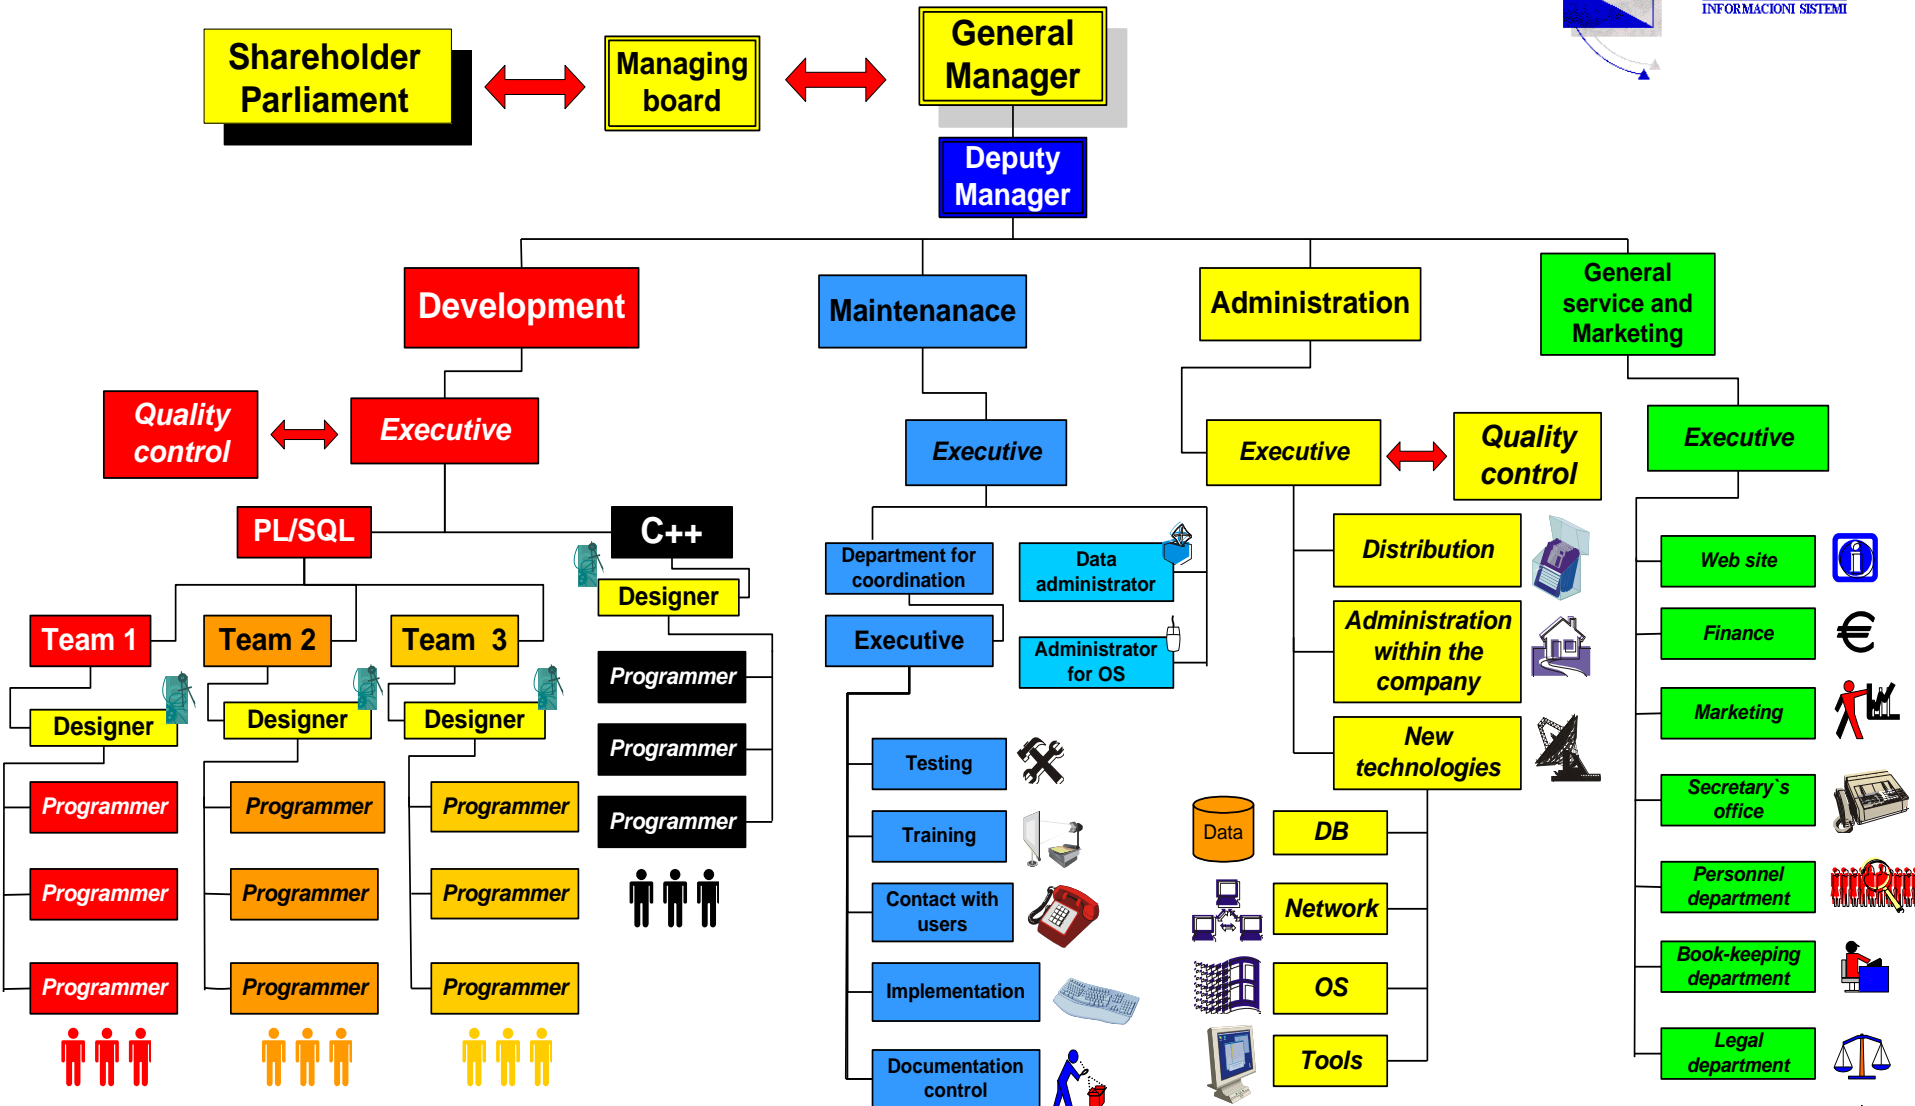 INFORMACIONI SISTEMI
Shareholder
Parliament
Managing
board
General
Manager
Deputy
Manager
Development
Maintenanace
Administration
General
service and
Marketing
Quality
control
Executive
Executive
Executive
Quality
control
Executive
PL/SQL
C++
Designer
Team 1
Team 2
Team 3
Designer
Designer
Designer
Programmer
Programmer
Programmer
Programmer
Programmer
Programmer
Programmer
Programmer
Programmer
Programmer
Programmer
Programmer
Department for
coordination
Executive
Data
administrator
Administrator
for OS
Testing
Training
Contact with
users
Implementation
Documentation
control
Distribution
Administration
within the
company
New
technologies
Data
DB
Network
OS
Tools
Web site
Finance
€
Marketing
Secretary`s
office
Personnel
department
Book-keeping
department
Legal
department